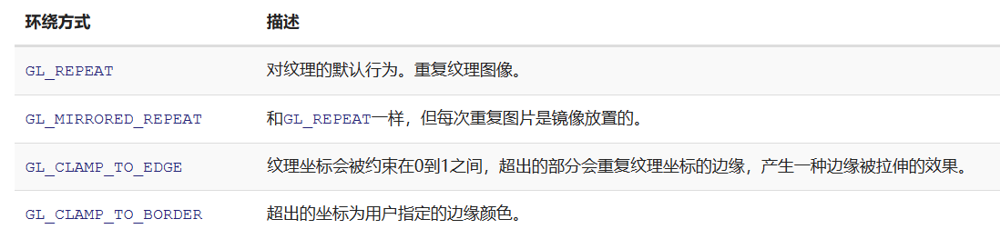 环绕方式 描述
GL_REPEAT 对纹理的默认行为。重复纹理图像。
GL_MIRRORED_REPEAT 和GL_REPEAT一样，但每次重复图片是镜像放置的。
GL_CLAMP_TO_EDGE 纹理坐标会被约束在0到1之间，超出的部分会重复纹理坐标的边缘，产生一种边缘被拉伸的效果。
GL_CLAMP_TO_BORDER 超出的坐标为用户指定的边缘颜色。